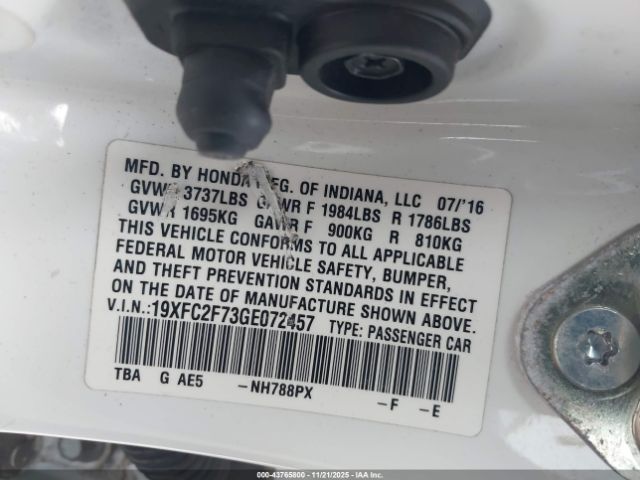 MFD. BY HONDA MFG. OF INDIANA, LLC 07/'16
GVWR 3737LBS GAWR F 1984LBS R 1786LBS
GVWR 1695KG GAWR F 900KG R 810KG
THIS VEHICLE CONFORMS TO ALL APPLICABLE
FEDERAL MOTOR VEHICLE SAFETY, BUMPER,
AND THEFT PREVENTION STANDARDS IN EFFECT
ON THE DATE OF MANUFACTURE SHOWN ABOVE.
V.I.N.:19XFC2F73GE072457 TYPE: PASSENGER CAR
TBA G AE5 -NH788PX -F -E
000-43765800 - 11/21/2025 - IAAI.COM